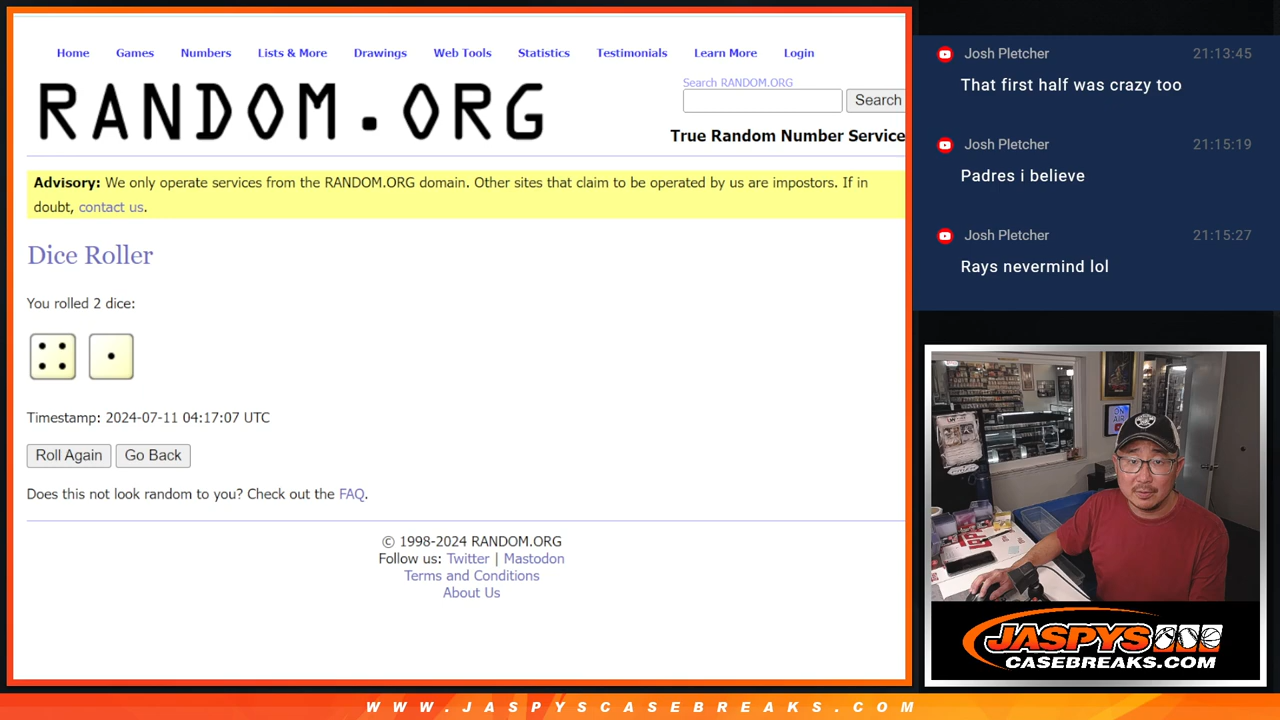 Home Games Numbers Lists & More Drawings Web Tools Statistics Testimonials Learn More Login
RANDOM.ORG
Search RANDOM.ORG
Search
True Random Number Service
Advisory: We only operate services from the RANDOM.ORG domain. Other sites that claim to be operated by us are impostors. If in
doubt, contact us.
Dice Roller
You rolled 2 dice:
Timestamp: 2024-07-11 04:17:07 UTC
Roll Again Go Back
Does this not look random to you? Check out the FAQ.
© 1998-2024 RANDOM.ORG
Follow us: Twitter | Mastodon
Terms and Conditions
About Us
Josh Pletcher 21:13:45
That first half was crazy too
Josh Pletcher 21:15:19
Padres i believe
Josh Pletcher 21:15:27
Rays nevermind lol
ON
AIR
JASPYS
CASEBREAKS.COM
WWW.JASPYSCASEBREAKS.COM